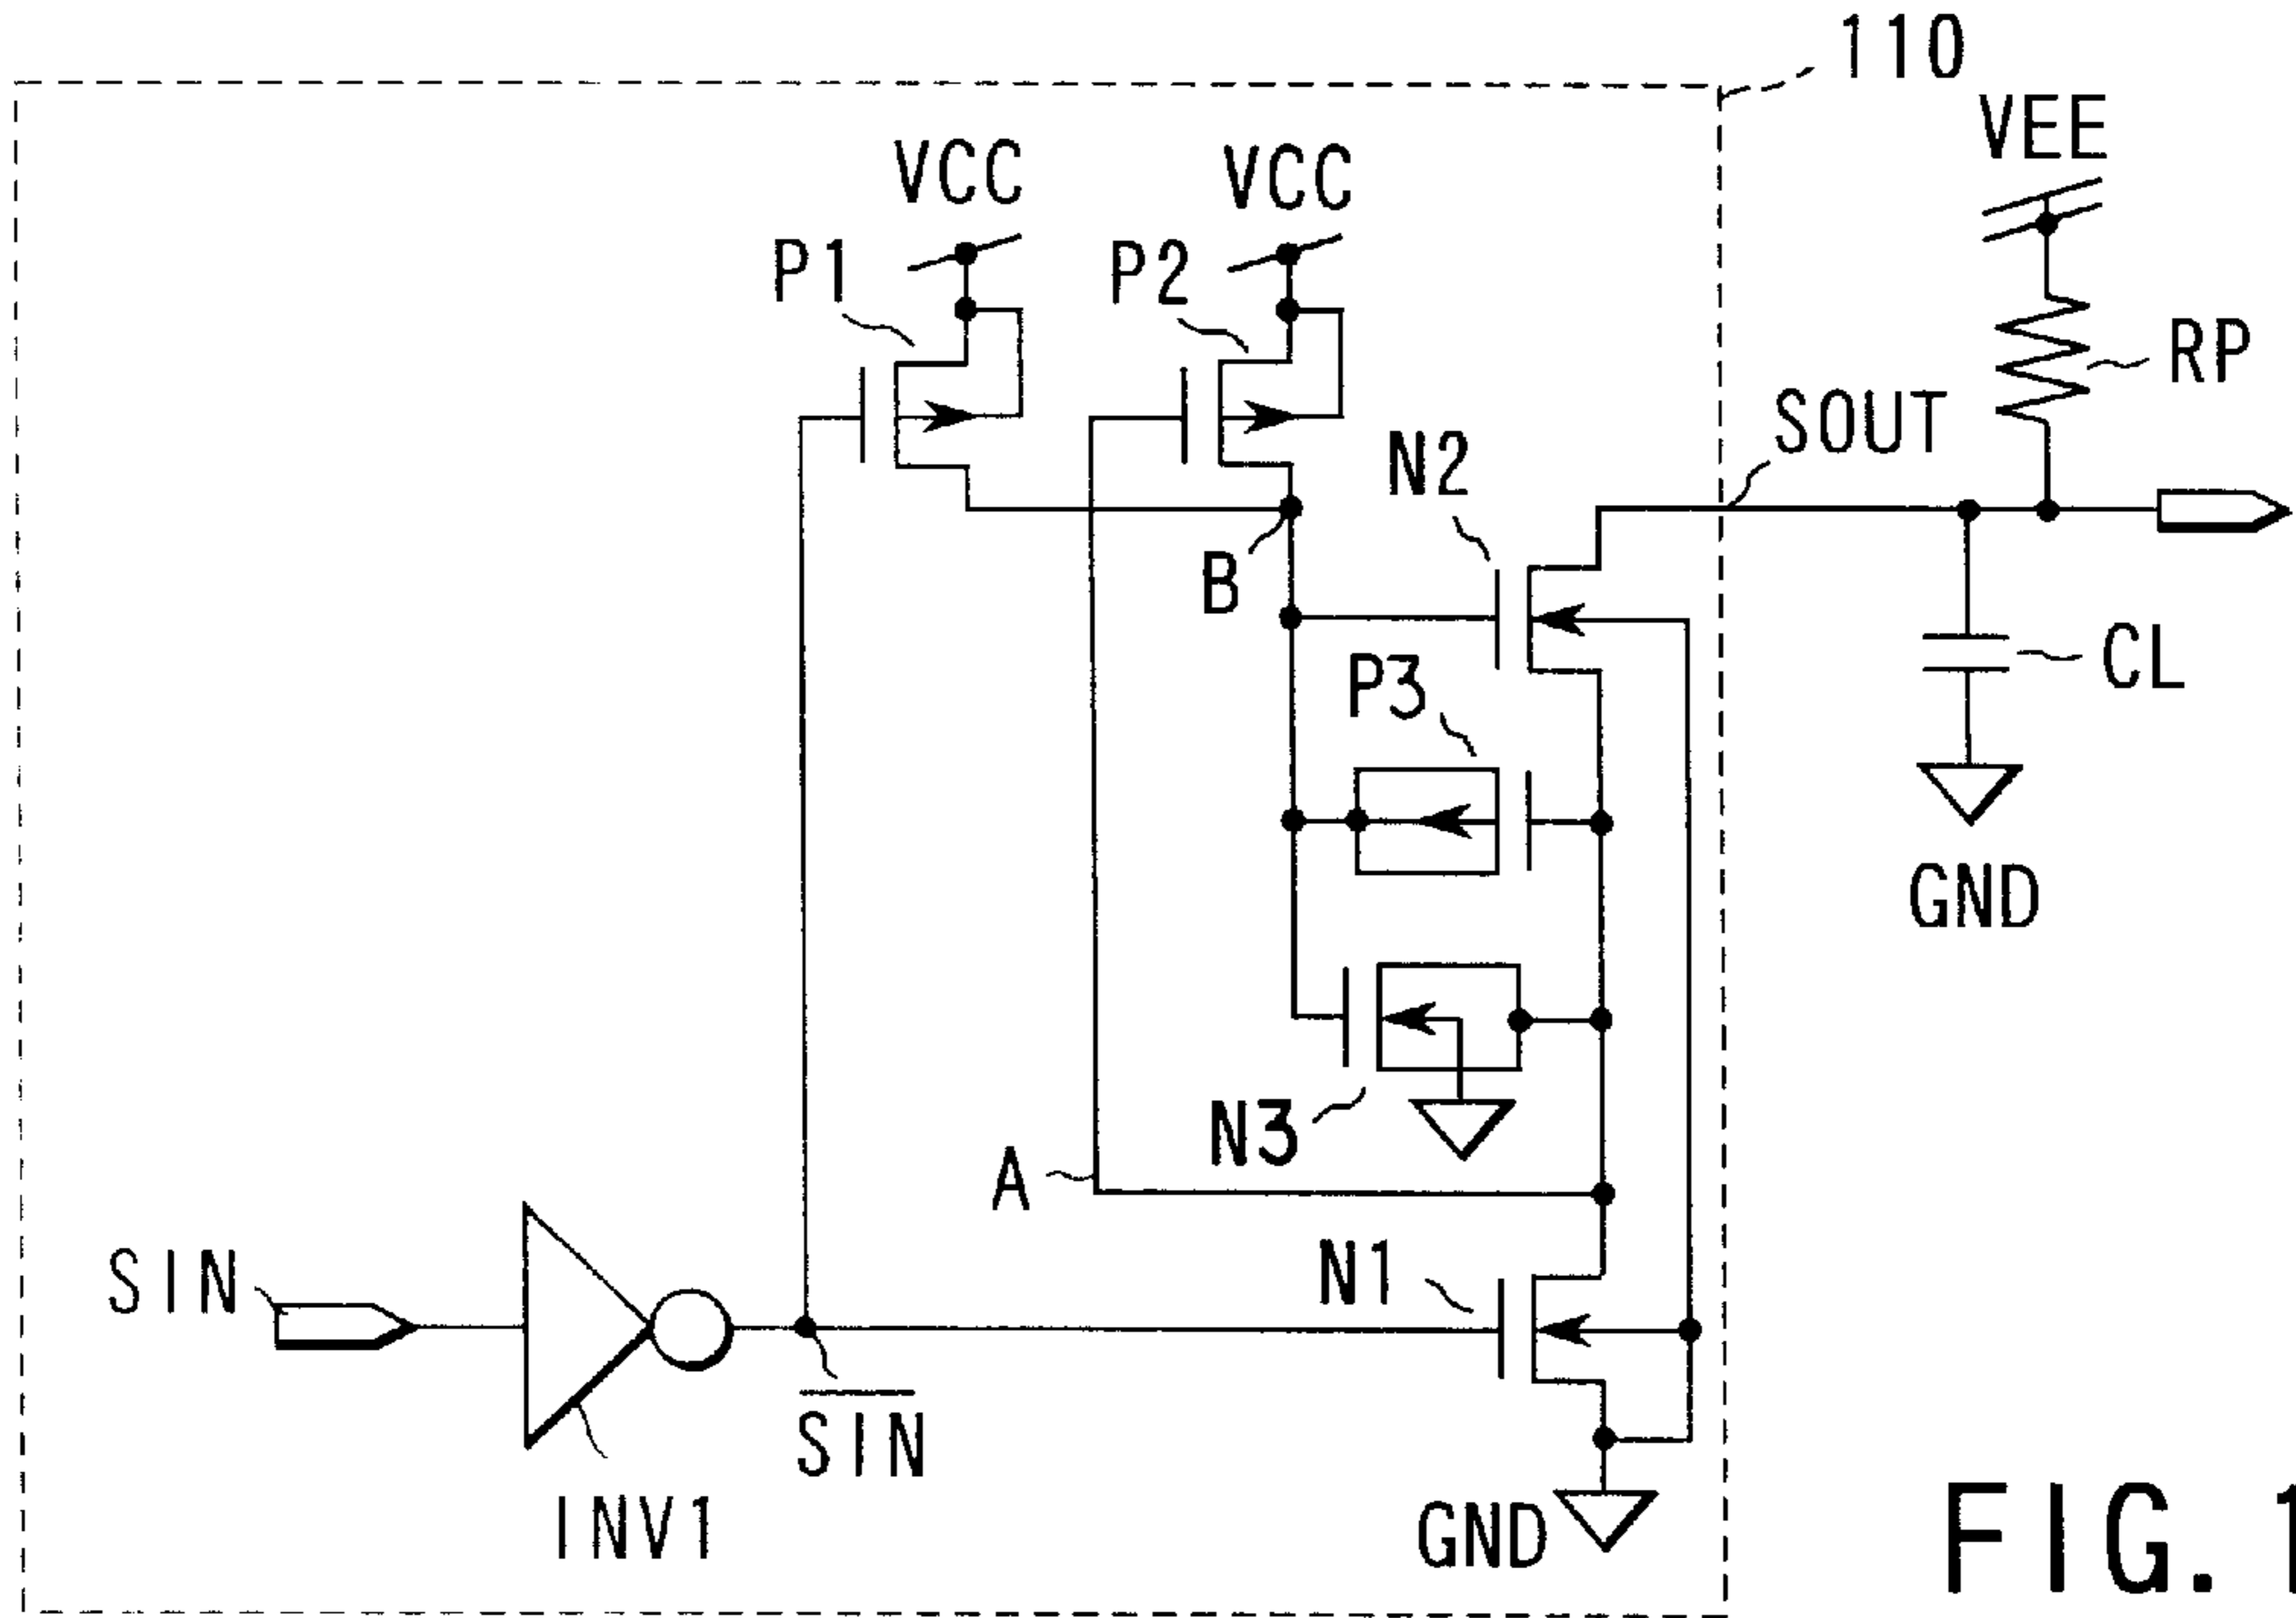 110
VEE
VCC
VCC
P1
P2
RP
SOUT
N2
B
P3
CL
GND
N3
A
N1
SIN
S̅I̅N̅
INV1
GND
FIG. 1